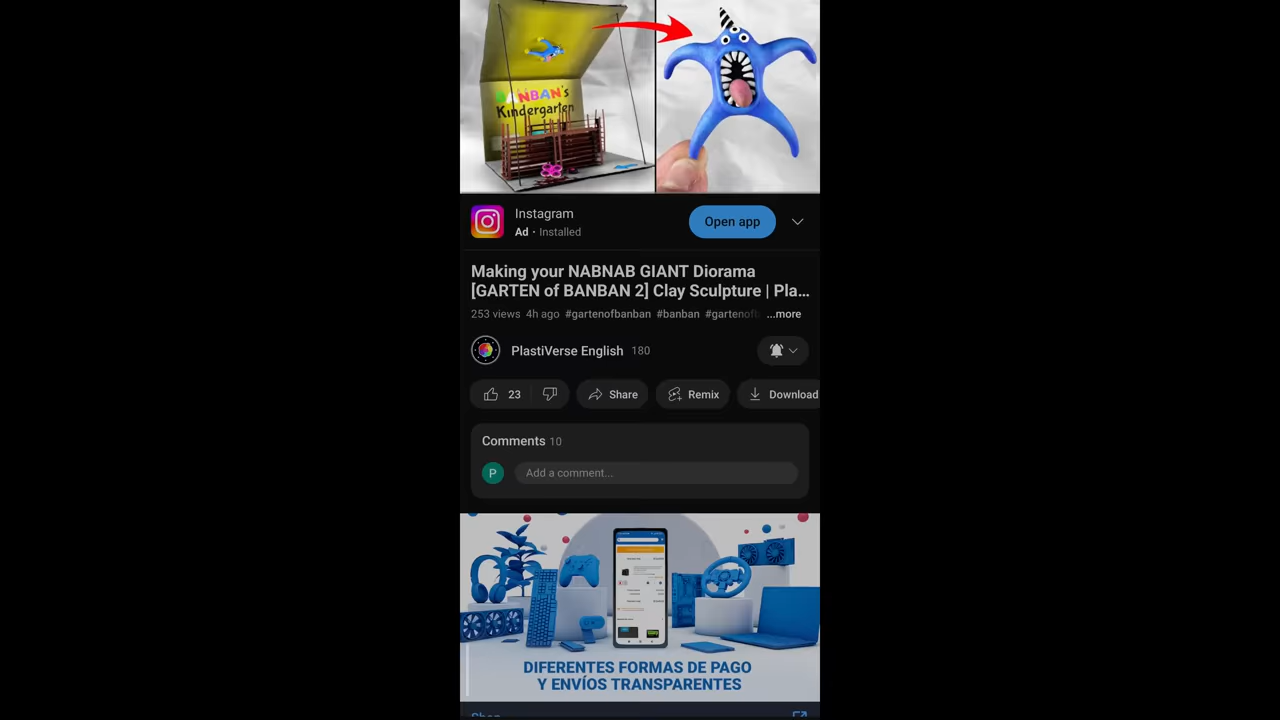 BANBAN's
Kindergarten
Instagram
Open app
Ad · Installed
Making your NABNAB GIANT Diorama
[GARTEN of BANBAN 2] Clay Sculpture | Pla...
253 views 4h ago #gartenofbanban #banban #gartenofb ...more
PlastiVerse English 180
23 Share Remix Download
Comments 10
P Add a comment...
DIFERENTES FORMAS DE PAGO
Y ENVÍOS TRANSPARENTES
Shop